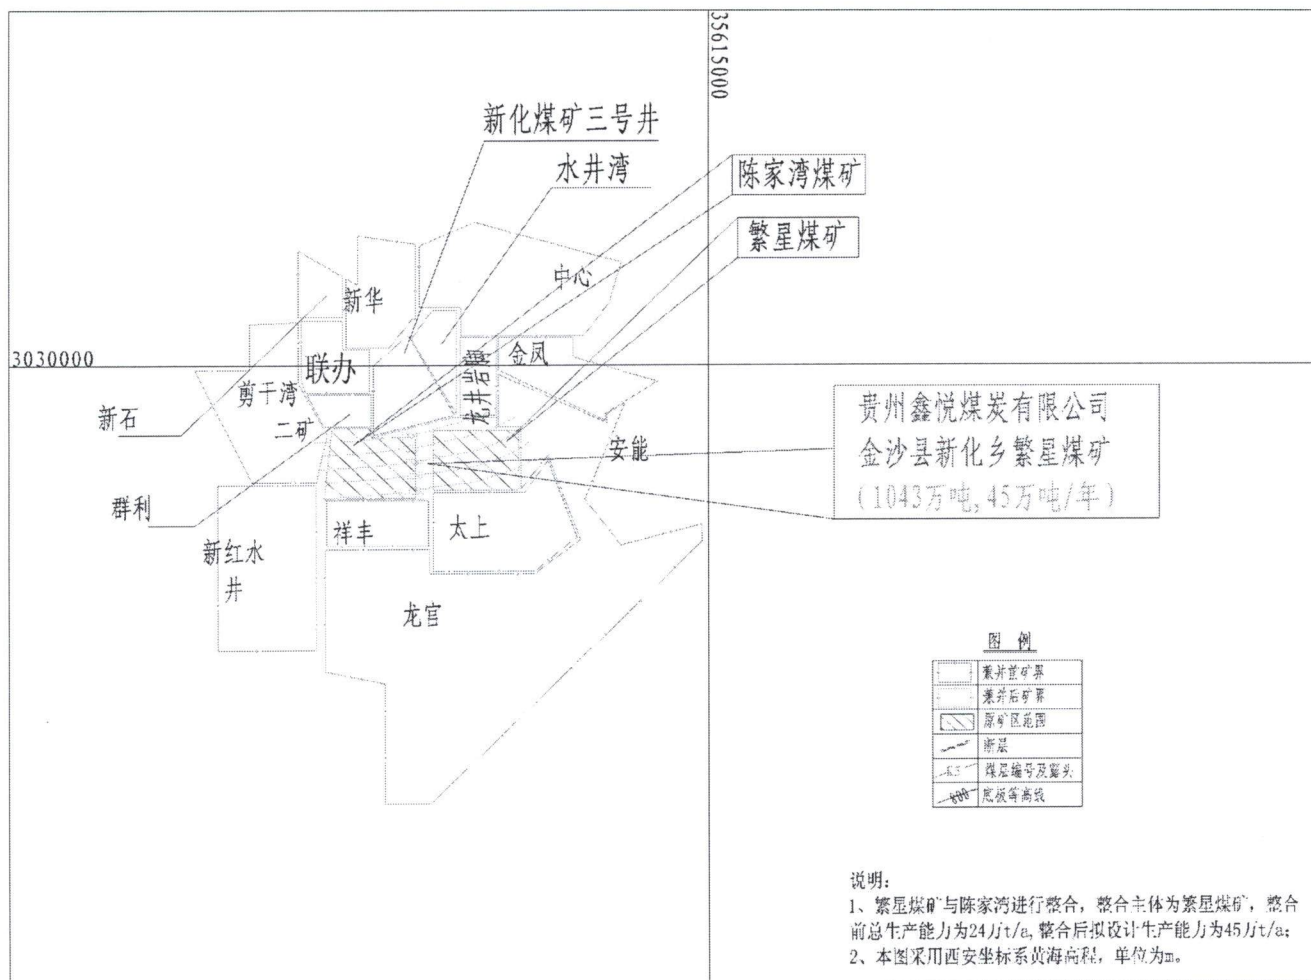 35615000
新化煤矿三号井
水井湾
陈家湾煤矿
繁星煤矿
中心
新华
3030000
金凤
联办
龙井岩脚
剪干湾
二矿
新石
安能
贵州鑫悦煤炭有限公司
金沙县新化乡繁星煤矿
(1043万吨,45万吨/年)
群利
祥丰
太上
新红水
井
龙官
图 例
兼并前矿界
兼并后矿界
原矿区范围
断层
煤层编号及露头
800
底板等高线
说明:
1、繁星煤矿与陈家湾进行整合，整合主体为繁星煤矿，整合
前总生产能力为24万t/a,整合后拟设计生产能力为45万t/a;
2、本图采用西安坐标系黄海高程，单位为m。